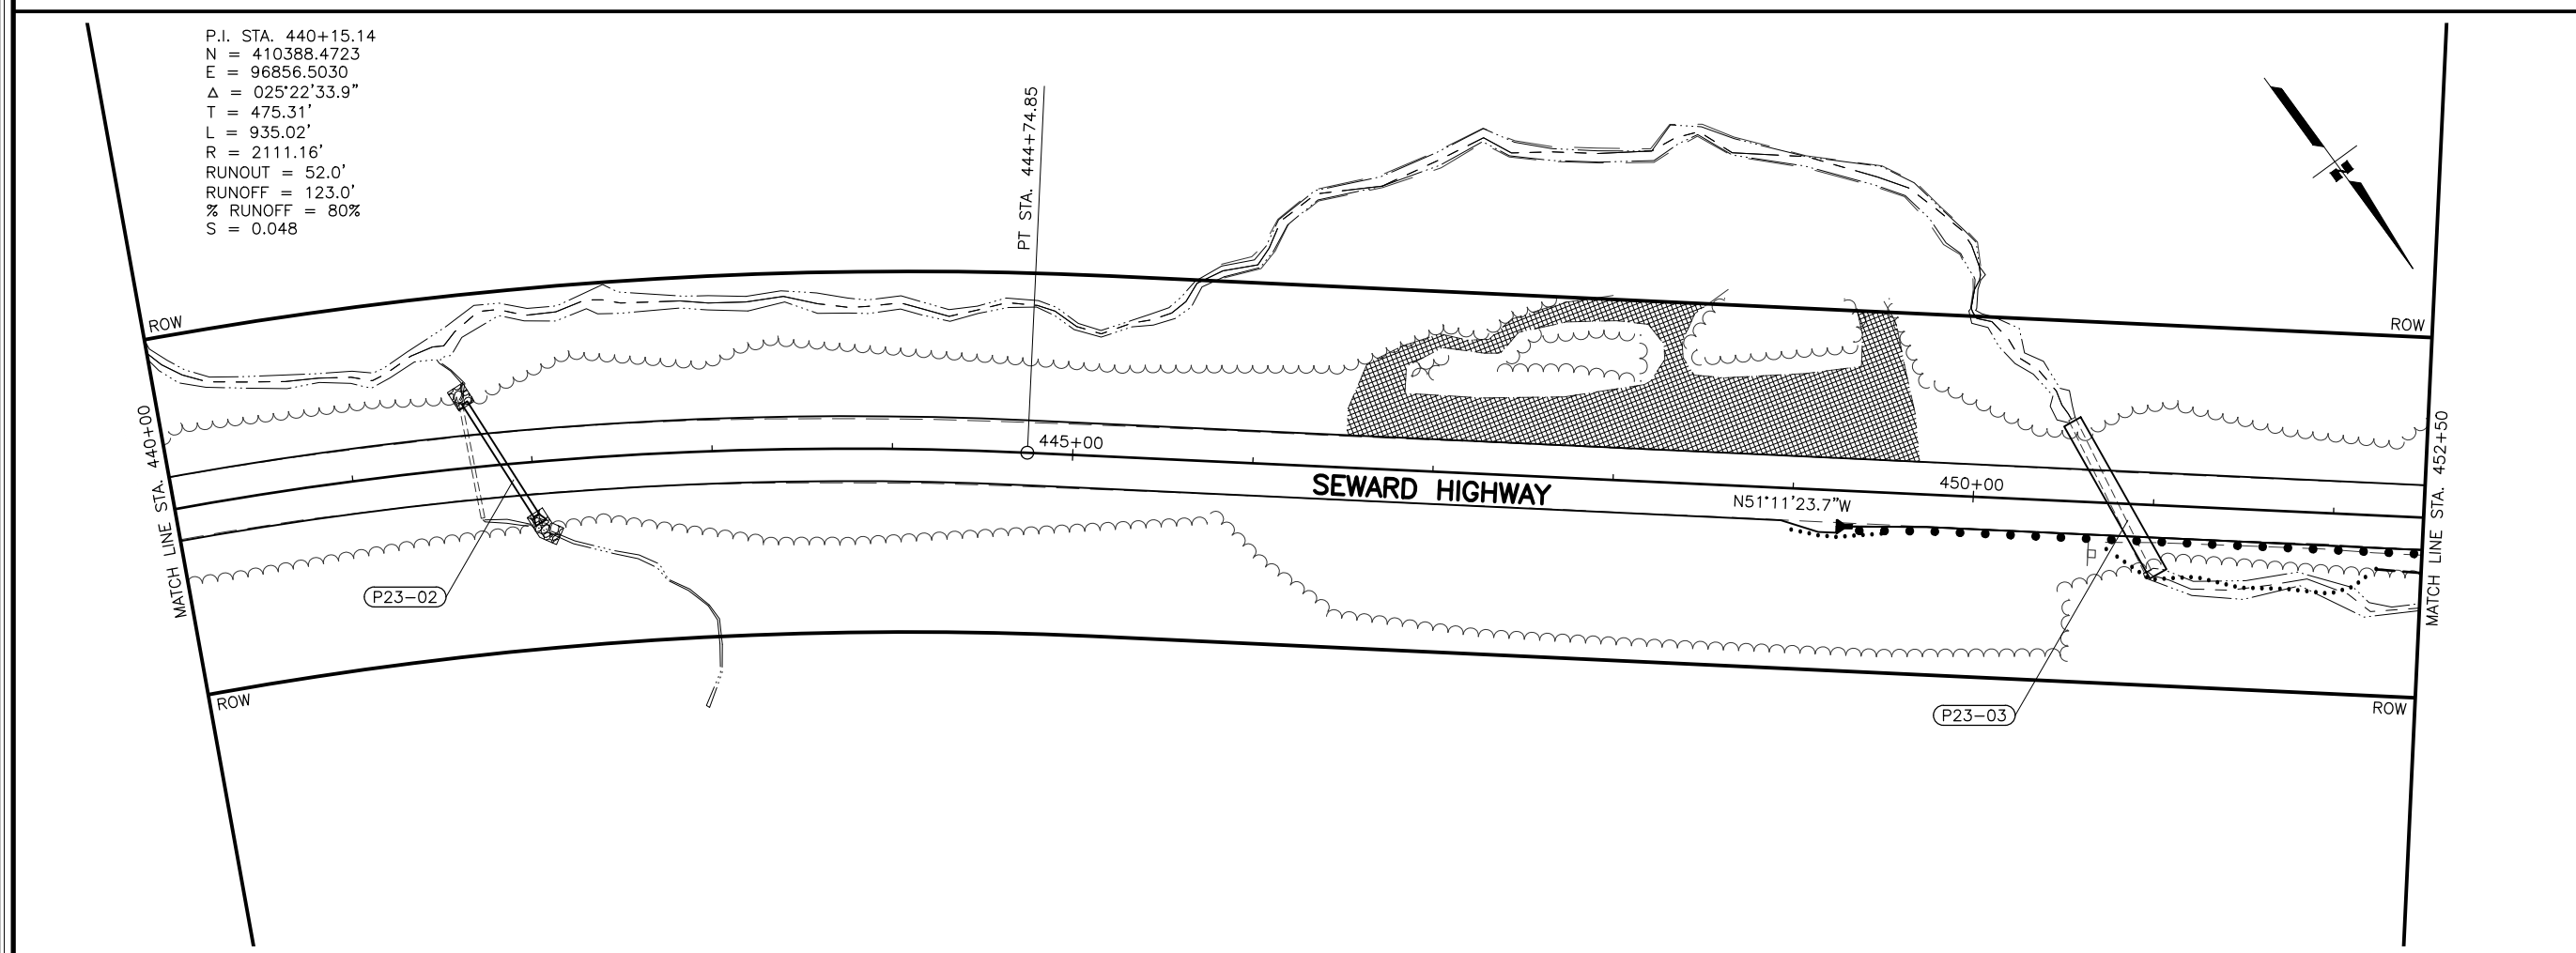 P.I. STA. 440+15.14
N = 410388.4723
E = 96856.5030
Δ = 025°22'33.9"
T = 475.31'
L = 935.02'
R = 2111.16'
RUNOUT = 52.0'
RUNOFF = 123.0'
% RUNOFF = 80%
S = 0.048
PT STA. 444+74.85
ROW
ROW
MATCH LINE STA. 440+00
445+00
SEWARD HIGHWAY
N51°11'23.7"W
450+00
MATCH LINE STA. 452+50
P23-02
ROW
P23-03
ROW